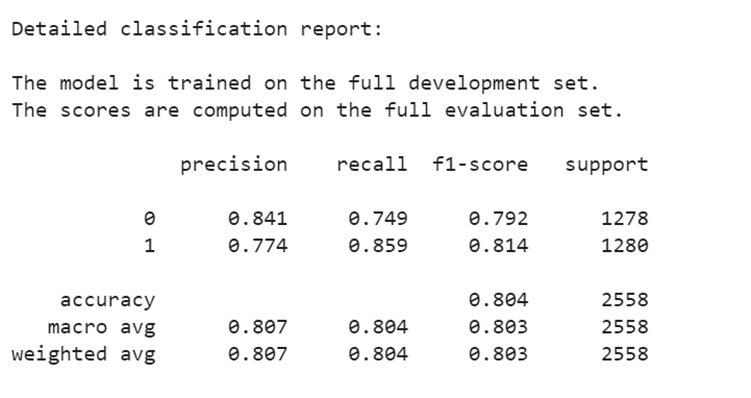 Detailed classification report:
The model is trained on the full development set.
The scores are computed on the full evaluation set.
precision recall f1-score support
0 0.841 0.749 0.792 1278
1 0.774 0.859 0.814 1280
accuracy 0.804 2558
macro avg 0.807 0.804 0.803 2558
weighted avg 0.807 0.804 0.803 2558